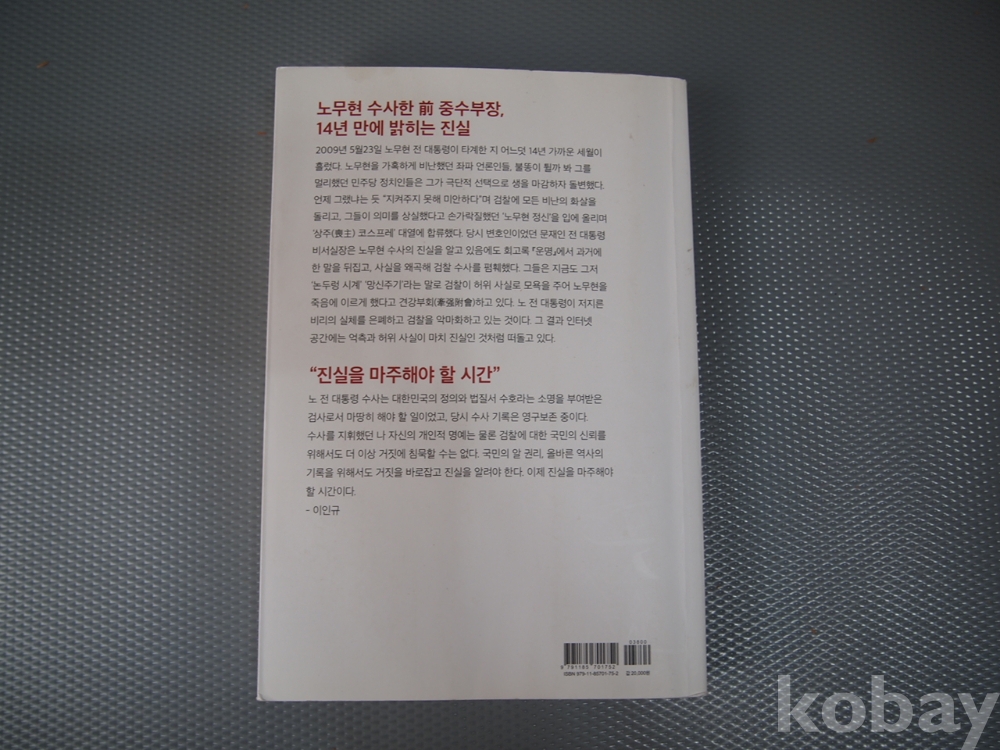 노무현 수사한 前 중수부장,
14년 만에 밝히는 진실
2009년 5월23일 노무현 전 대통령이 타계한 지 어느덧 14년 가까운 세월이
흘렀다. 노무현을 가혹하게 비난했던 좌파 언론인들, 불똥이 튈까 봐 그를
멀리했던 민주당 정치인들은 그가 극단적 선택으로 생을 마감하자 돌변했다.
언제 그랬냐는 듯 "지켜주지 못해 미안하다"며 검찰에 모든 비난의 화살을
돌리고, 그들이 의미를 상실했다고 손가락질했던 '노무현 정신'을 입에 올리며
'상주(喪主) 코스프레' 대열에 합류했다. 당시 변호인이었던 문재인 전 대통령
비서실장은 노무현 수사의 진실을 알고 있음에도 회고록 『운명』에서 과거에
한 말을 뒤집고, 사실을 왜곡해 검찰 수사를 폄훼했다. 그들은 지금도 그저
'논두렁 시계' '망신주기'라는 말로 검찰이 허위 사실로 모욕을 주어 노무현을
죽음에 이르게 했다고 견강부회(牽强附會)하고 있다. 노 전 대통령이 저지른
비리의 실체를 은폐하고 검찰을 악마화하고 있는 것이다. 그 결과 인터넷
공간에는 억측과 허위 사실이 마치 진실인 것처럼 떠돌고 있다.
"진실을 마주해야 할 시간"
노 전 대통령 수사는 대한민국의 정의와 법질서 수호라는 소명을 부여받은
검사로서 마땅히 해야 할 일이었고, 당시 수사 기록은 영구보존 중이다.
수사를 지휘했던 나 자신의 개인적 명예는 물론 검찰에 대한 국민의 신뢰를
위해서도 더 이상 거짓에 침묵할 수는 없다. 국민의 알 권리, 올바른 역사의
기록을 위해서도 거짓을 바로잡고 진실을 알려야 한다. 이제 진실을 마주해야
할 시간이다.
- 이인규
03800
9 791185 701752
ISBN 979-11-85701-75-2 값 20,000원
kobay